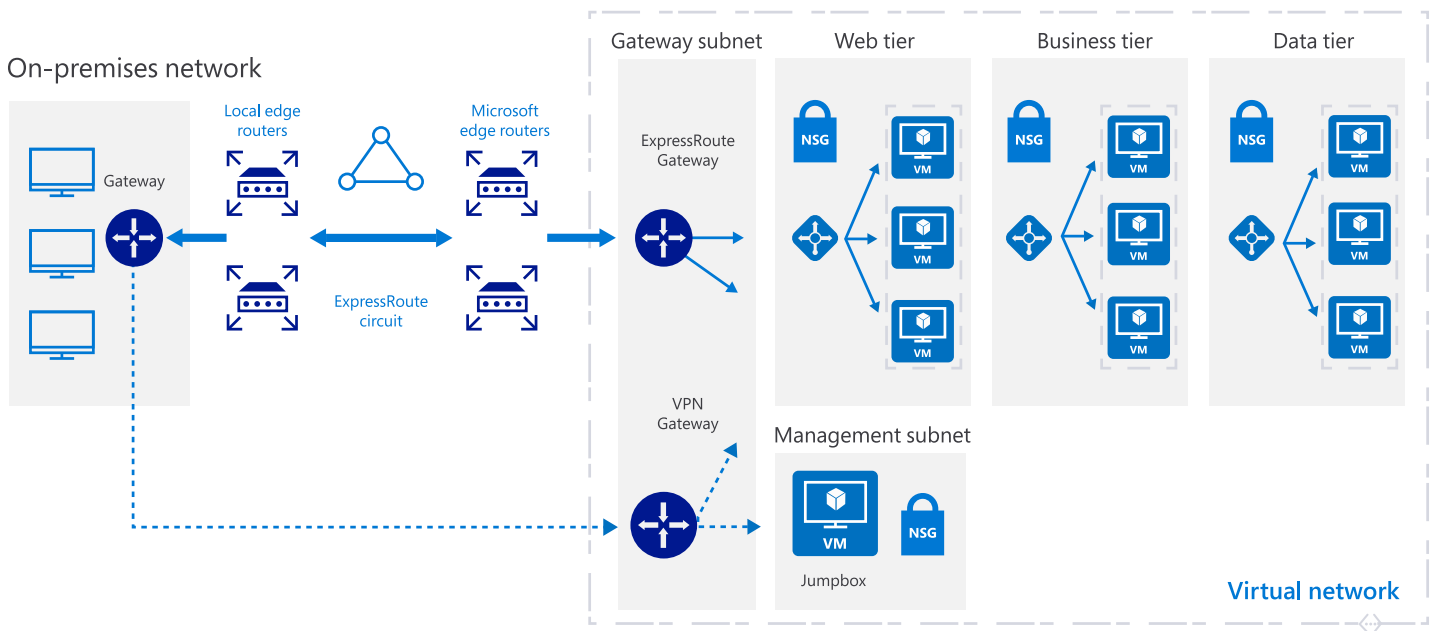 On-premises network
Gateway
Local edge
routers
Microsoft
edge routers
ExpressRoute
circuit
Gateway subnet
ExpressRoute
Gateway
VPN
Gateway
Web tier
NSG
VM
VM
VM
Business tier
NSG
VM
VM
VM
Data tier
NSG
VM
VM
VM
Management subnet
VM
NSG
Jumpbox
Virtual network